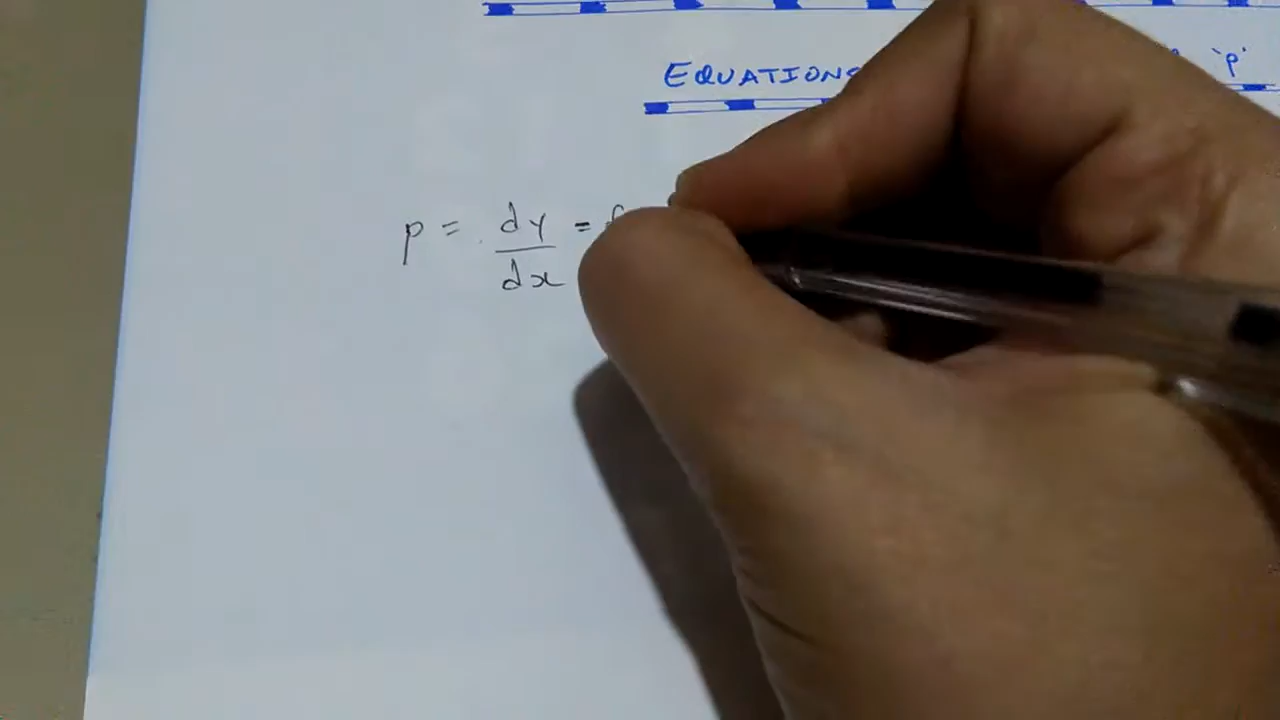 EQUATIONS 'p'
p = dy/dx = f